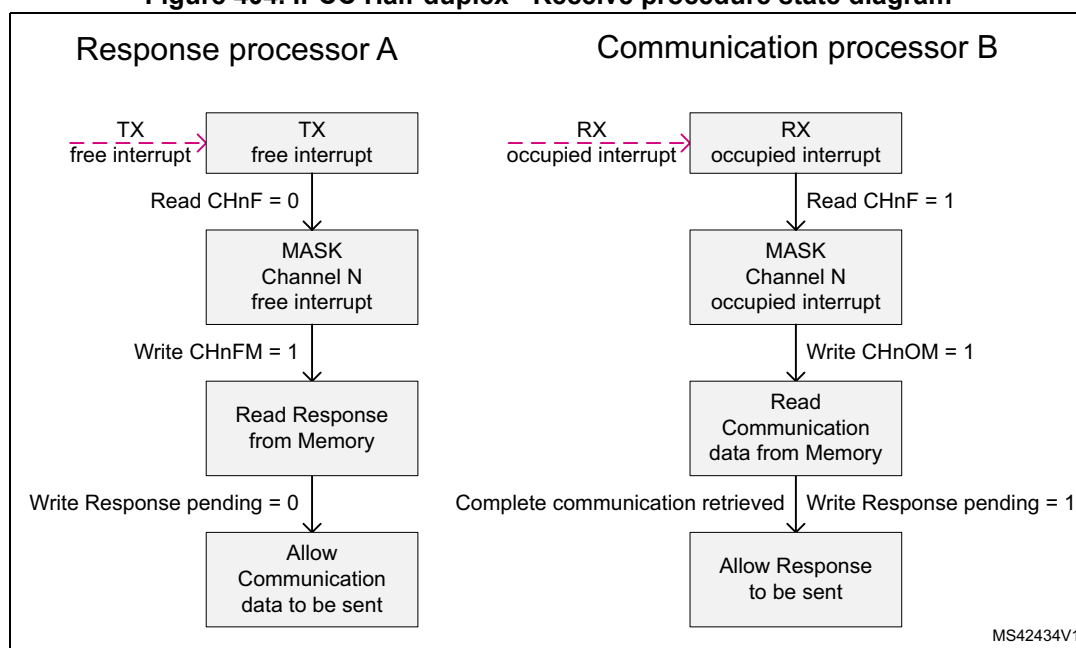 Response processor A
Communication processor B
TX
free interrupt
TX
free interrupt
RX
occupied interrupt
RX
occupied interrupt
Read CHnF = 0
Read CHnF = 1
MASK
Channel N
free interrupt
MASK
Channel N
occupied interrupt
Write CHnFM = 1
Write CHnOM = 1
Read Response
from Memory
Read
Communication
data from Memory
Write Response pending = 0
Complete communication retrieved
Write Response pending = 1
Allow
Communication
data to be sent
Allow Response
to be sent
MS42434V1